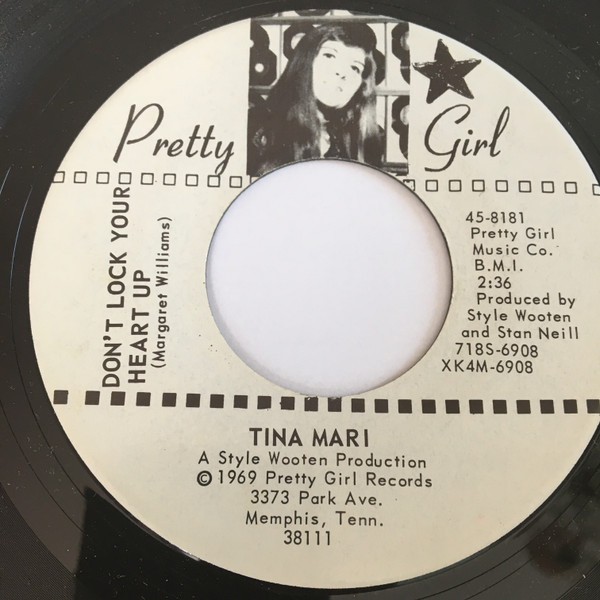 Pretty Girl
DON'T LOCK YOUR
HEART UP
(Margaret Williams)
45-8181
Pretty Girl
Music Co.
B.M.I.
2:36
Produced by
Style Wooten
and Stan Neill
718S-6908
XK4M-6908
TINA MARI
A Style Wooten Production
© 1969 Pretty Girl Records
3373 Park Ave.
Memphis, Tenn.
38111